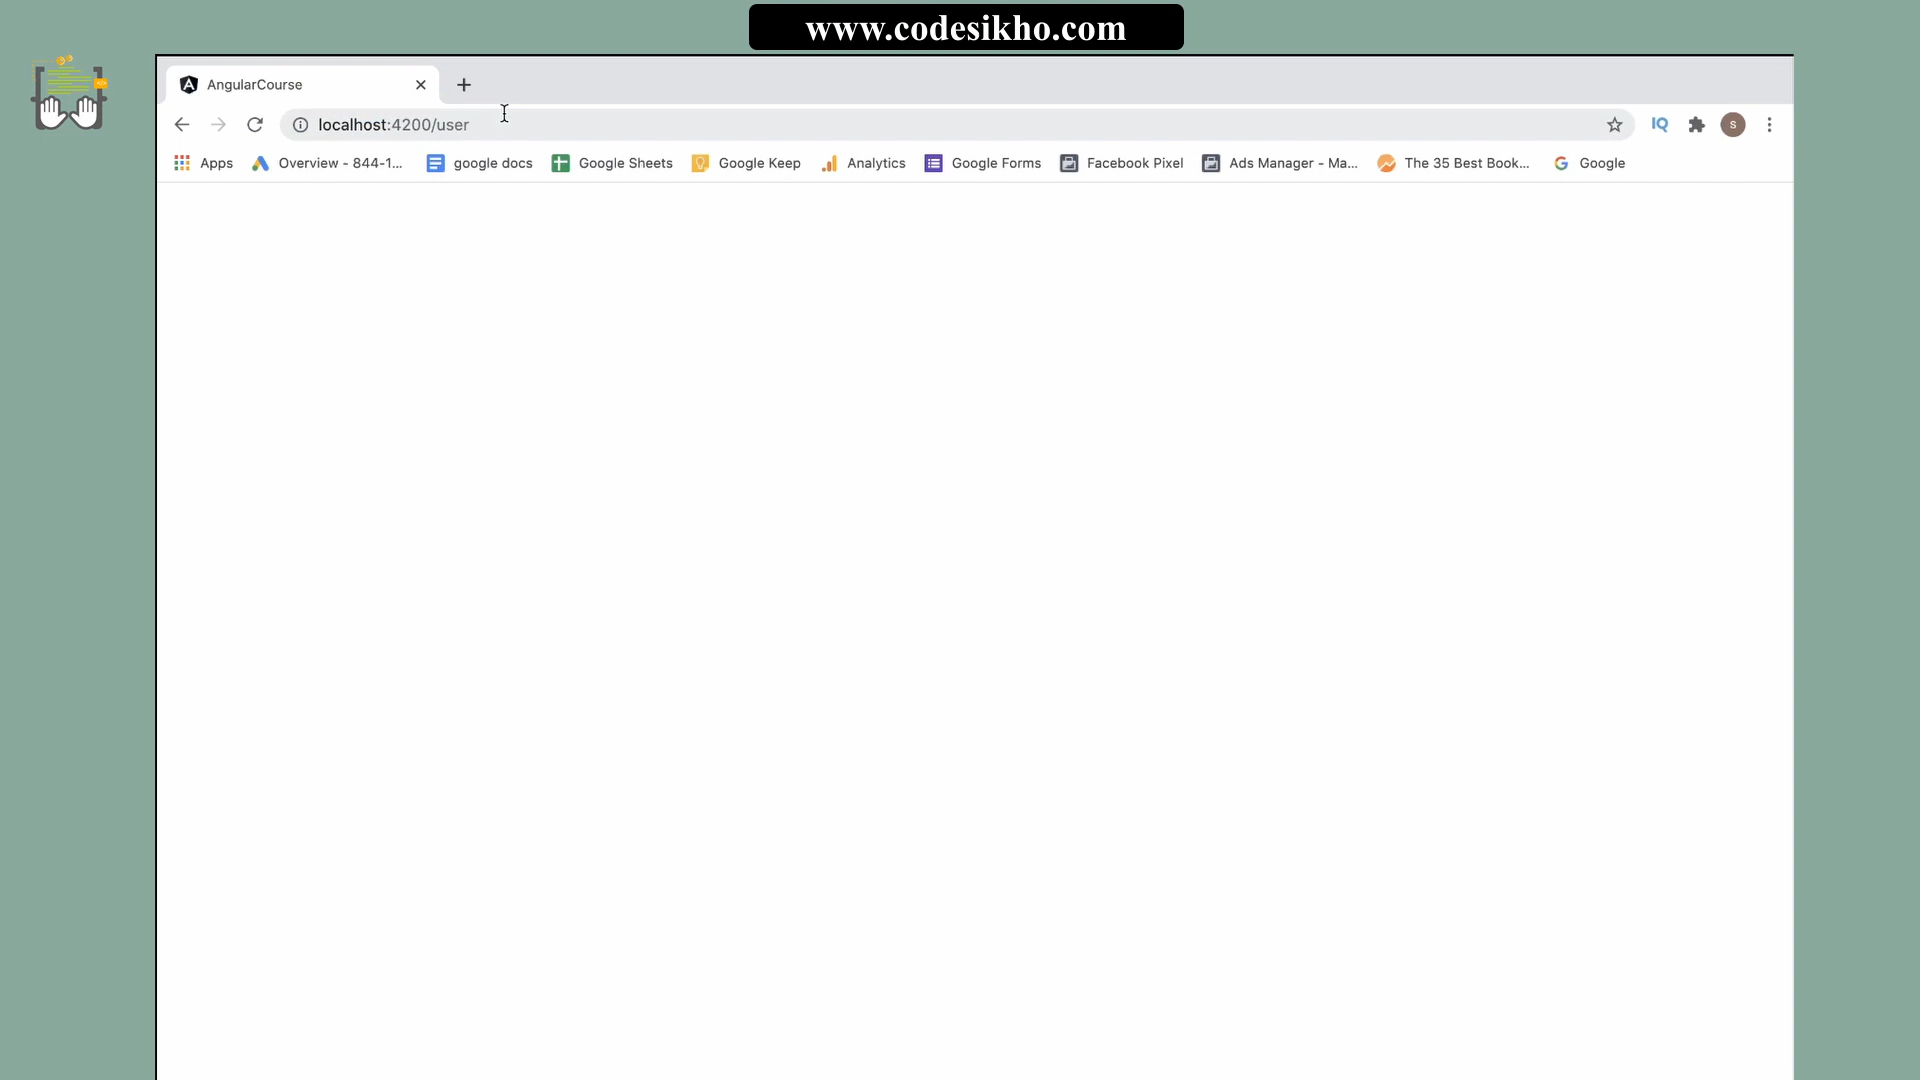 www.codesikho.com
AngularCourse
localhost:4200/user
IQ
S
Apps
Overview - 844-1...
google docs
Google Sheets
Google Keep
Analytics
Google Forms
Facebook Pixel
Ads Manager - Ma...
The 35 Best Book...
Google